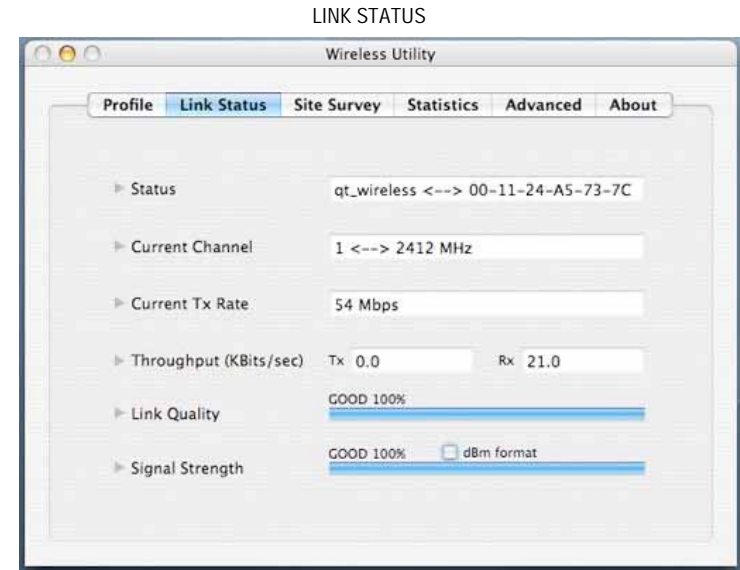 LINK STATUS
Wireless Utility
Profile Link Status Site Survey Statistics Advanced About
Status qt_wireless <--> 00-11-24-A5-73-7C
Current Channel 1 <--> 2412 MHz
Current Tx Rate 54 Mbps
Throughput (KBits/sec) Tx 0.0 Rx 21.0
GOOD 100%
Link Quality
GOOD 100% dBm format
Signal Strength